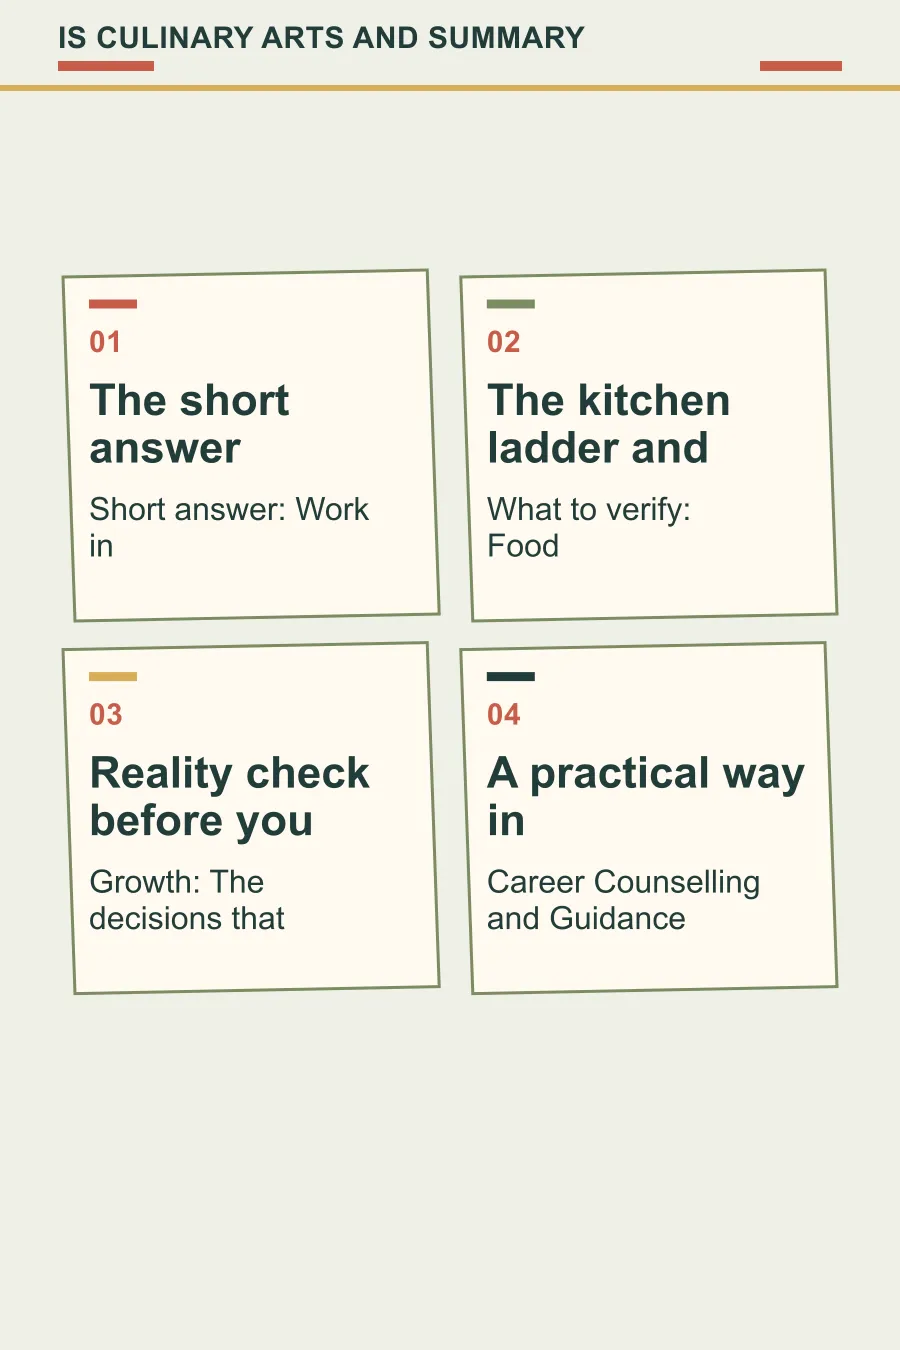 IS CULINARY ARTS AND SUMMARY
01
The short
answer
Short answer: Work
in
02
The kitchen
ladder and
What to verify:
Food
03
Reality check
before you
Growth: The
decisions that
04
A practical way
in
Career Counselling
and Guidance